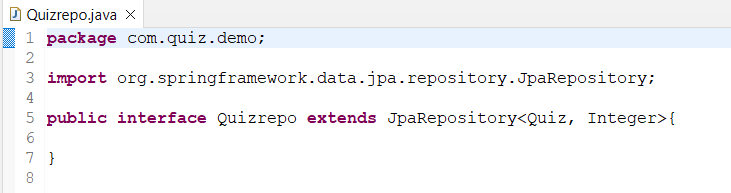 Quizrepo.java
1 package com.quiz.demo;
2
3 import org.springframework.data.jpa.repository.JpaRepository;
4
5 public interface Quizrepo extends JpaRepository<Quiz, Integer>{
6
7 }
8